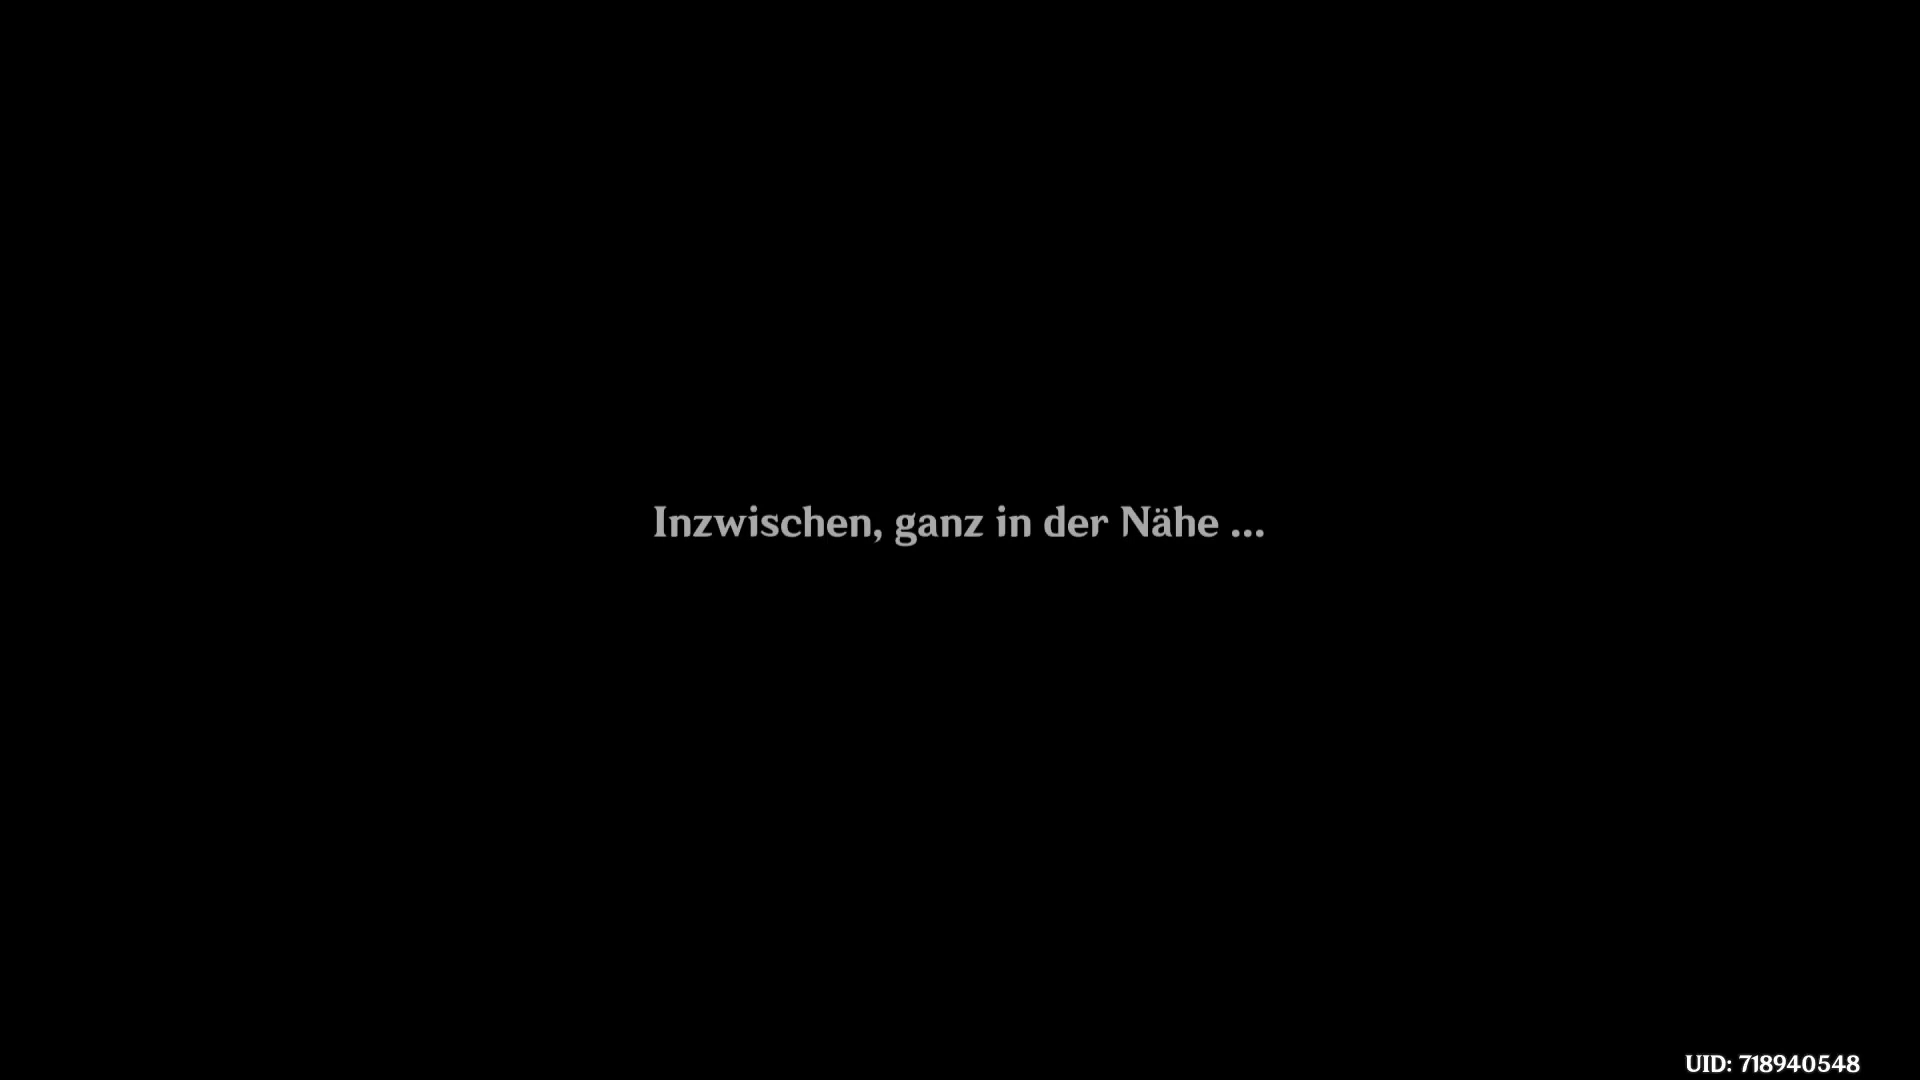 Inzwischen, ganz in der Nähe ...
UID: 718940548